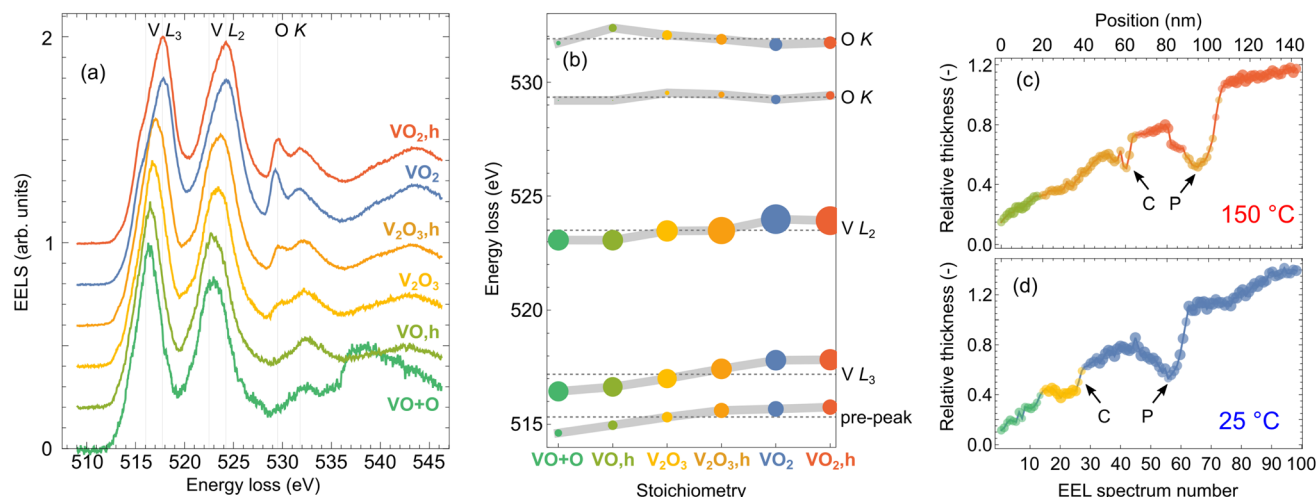 (a)
V L₃
V L₂
O K
2
1
0
EELS (arb. units)
VO₂,h
VO₂
V₂O₃,h
V₂O₃
VO,h
VO+O
510 515 520 525 530 535 540 545
Energy loss (eV)
(b)
530
525
520
515
Energy loss (eV)
O K
O K
V L₂
V L₃
pre-peak
VO+O VO,h V₂O₃ V₂O₃,h VO₂ VO₂,h
Stoichiometry
Position (nm)
0 20 40 60 80 100 120 140
(c)
1.2
0.8
0.4
0.0
Relative thickness (-)
C
P
150 °C
(d)
1.2
0.8
0.4
0.0
Relative thickness (-)
C
P
25 °C
0 10 20 30 40 50 60 70 80 90 100
EEL spectrum number